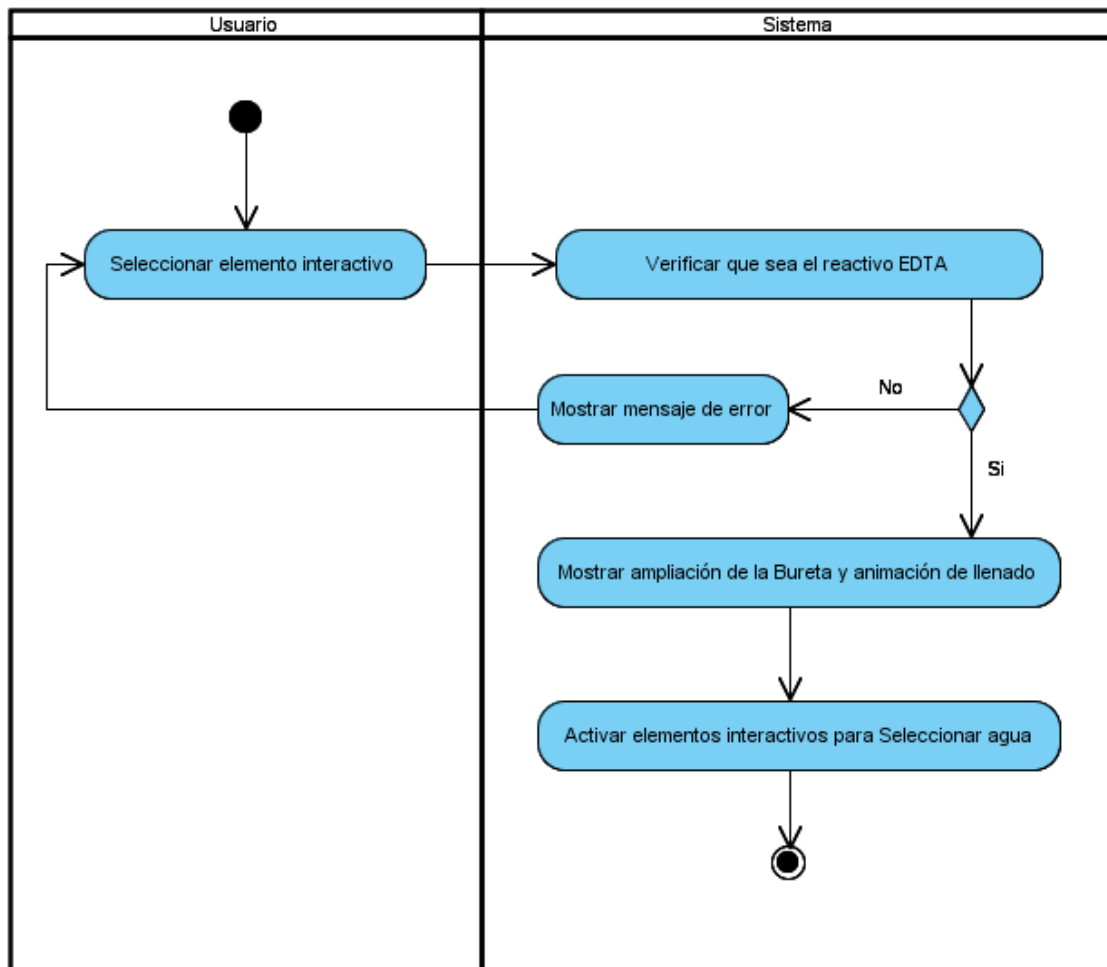 Usuario
Sistema
Seleccionar elemento interactivo
Verificar que sea el reactivo EDTA
Mostrar mensaje de error
No
Si
Mostrar ampliación de la Bureta y animación de llenado
Activar elementos interactivos para Seleccionar agua